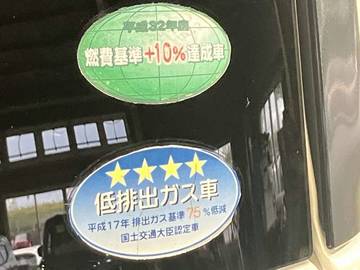 平成32年度
燃費基準+10%達成車
低排出ガス車
平成17年排出ガス基準75%低減
国土交通大臣認定車